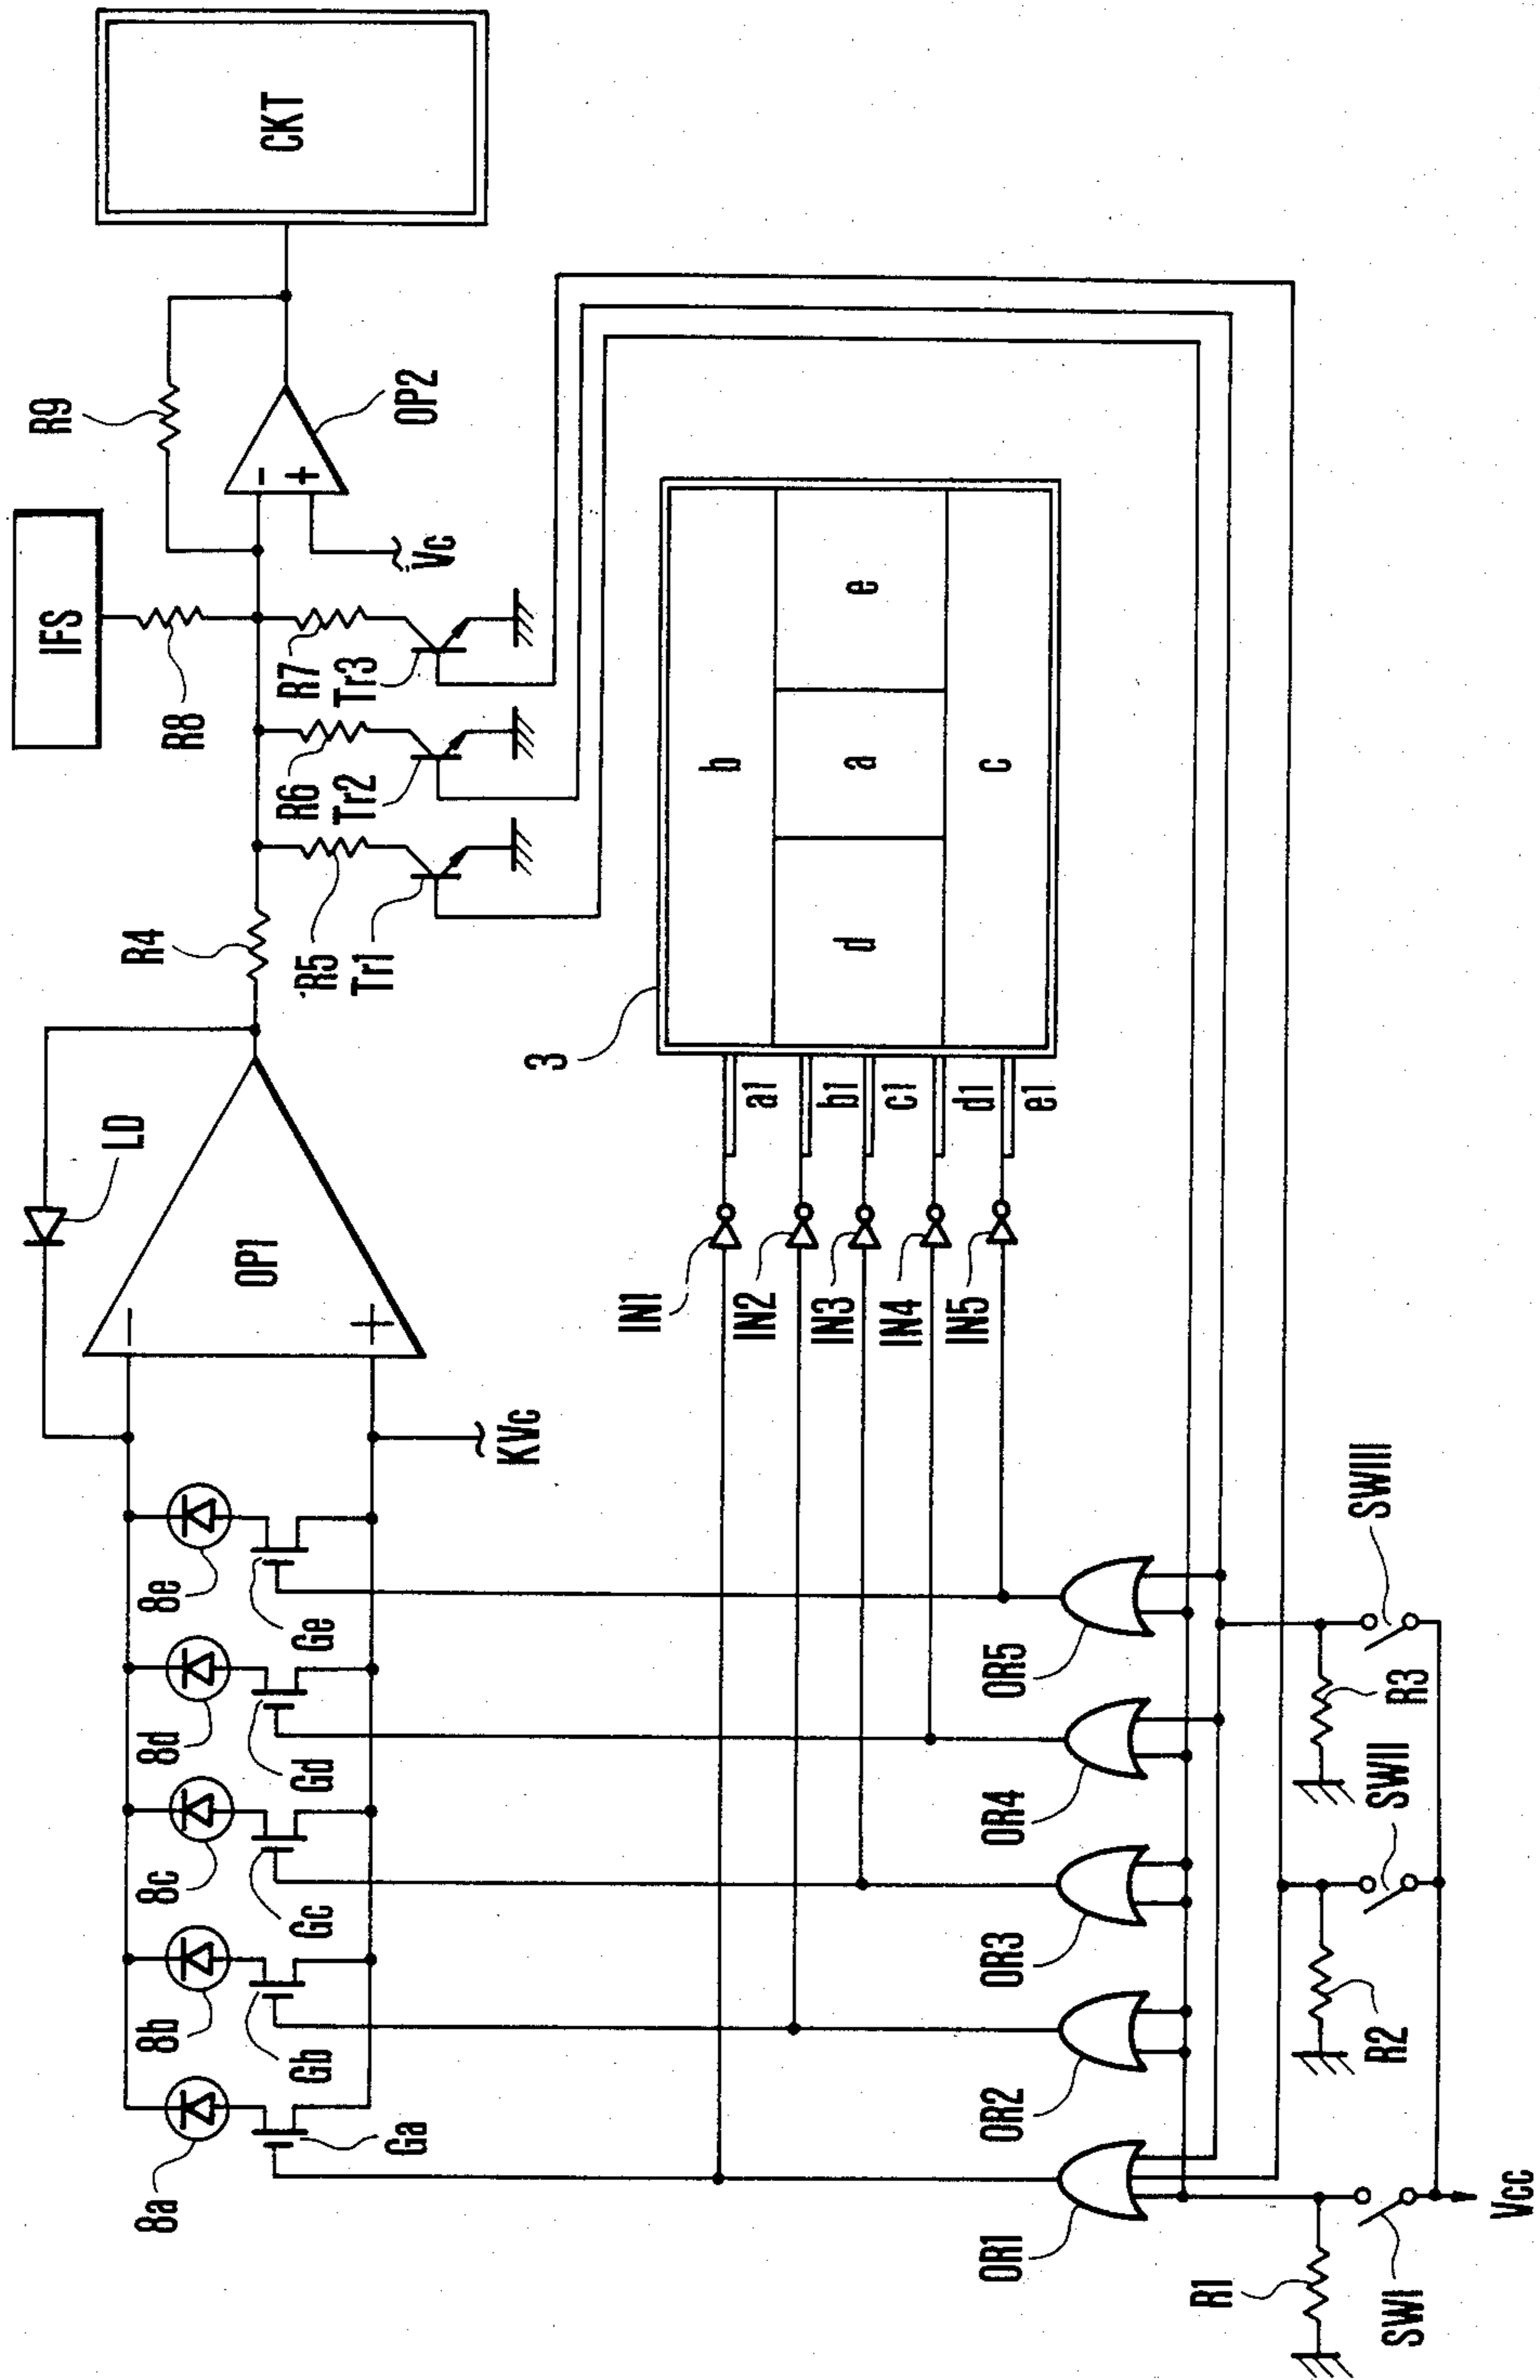 CKT
R9
OP2
Vc
IFS
R8
R7
Tr3
R6
Tr2
R5
Tr1
R4
LD
OP1
−
+
−
+
KVc
3
b
e
a
d
c
a1
b1
c1
d1
e1
IN1
IN2
IN3
IN4
IN5
8e
Ge
8d
Gd
8c
Gc
8b
Gb
8a
Ga
OR5
OR4
OR3
OR2
OR1
SWIII
R3
SWII
R2
R1
SWI
Vcc